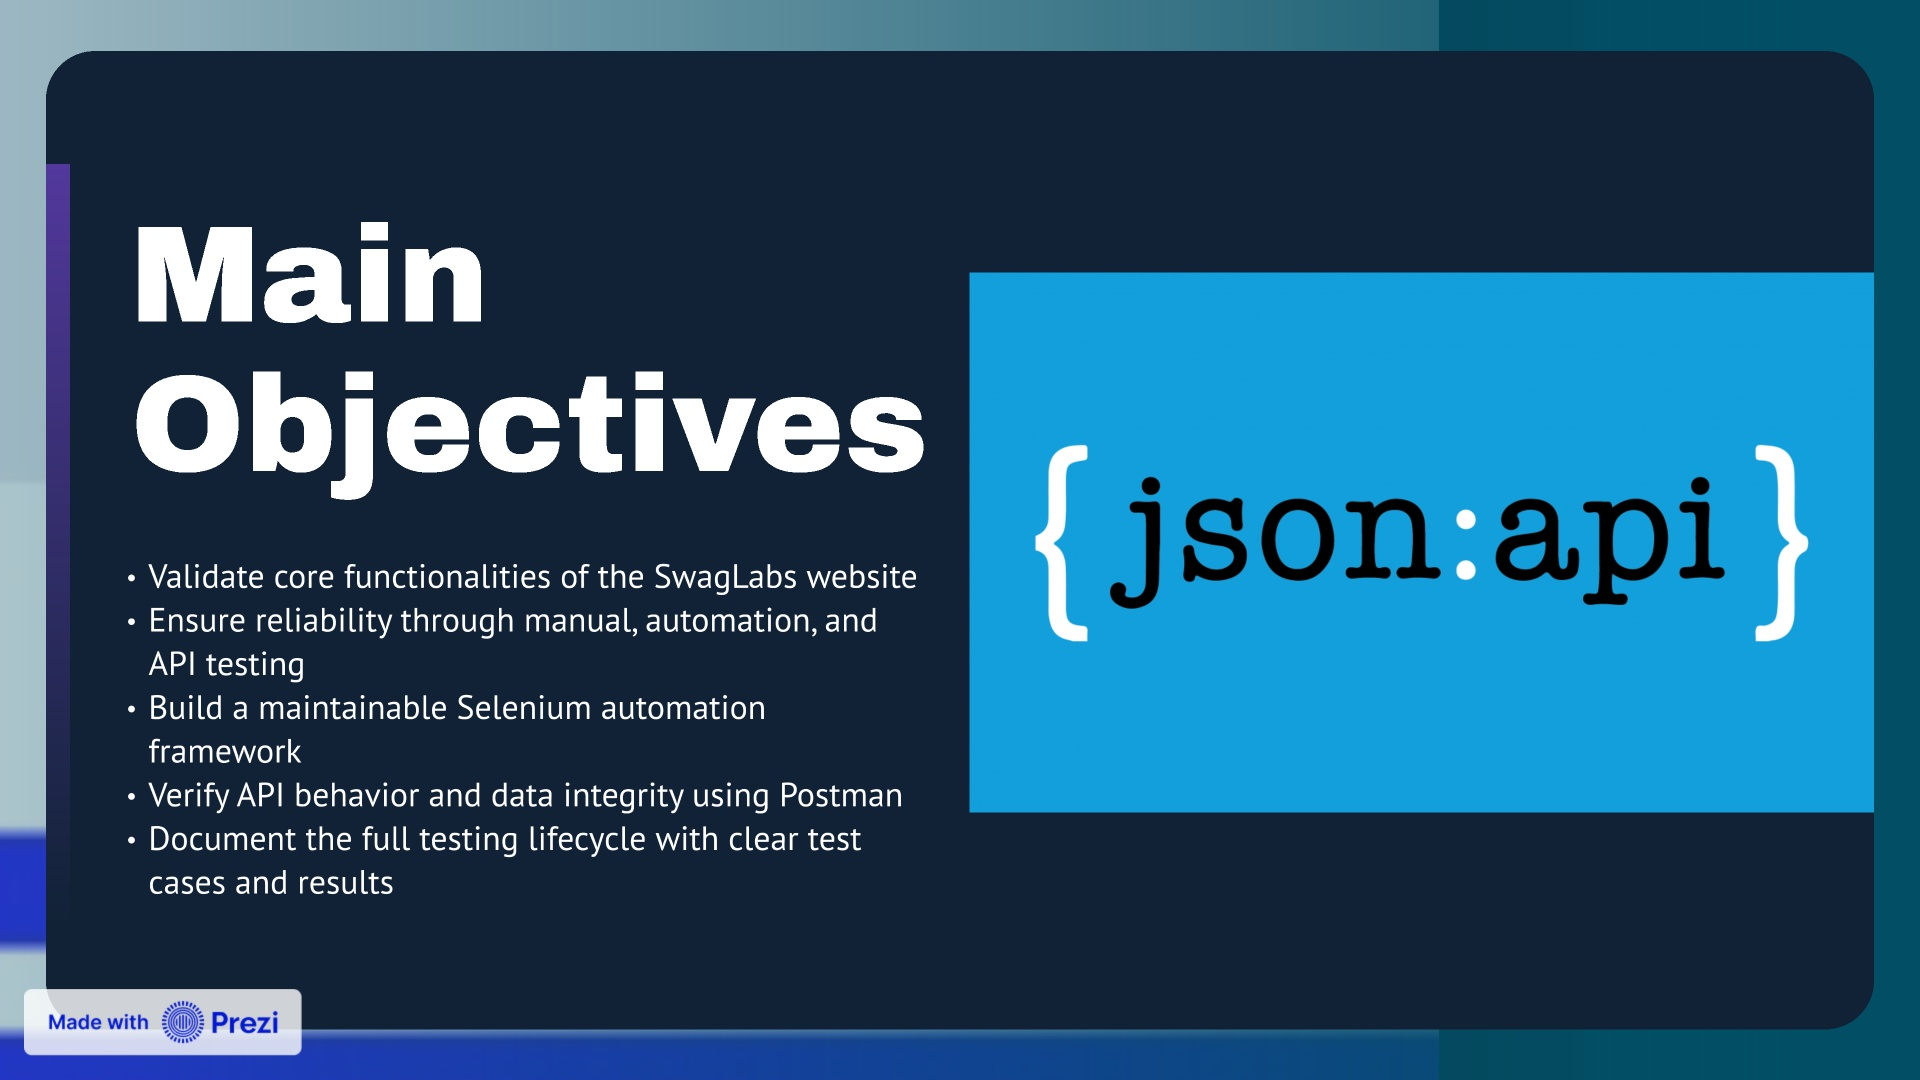 Main
Objectives
• Validate core functionalities of the SwagLabs website
• Ensure reliability through manual, automation, and
API testing
• Build a maintainable Selenium automation
framework
• Verify API behavior and data integrity using Postman
• Document the full testing lifecycle with clear test
cases and results
{json:api}
Made with Prezi